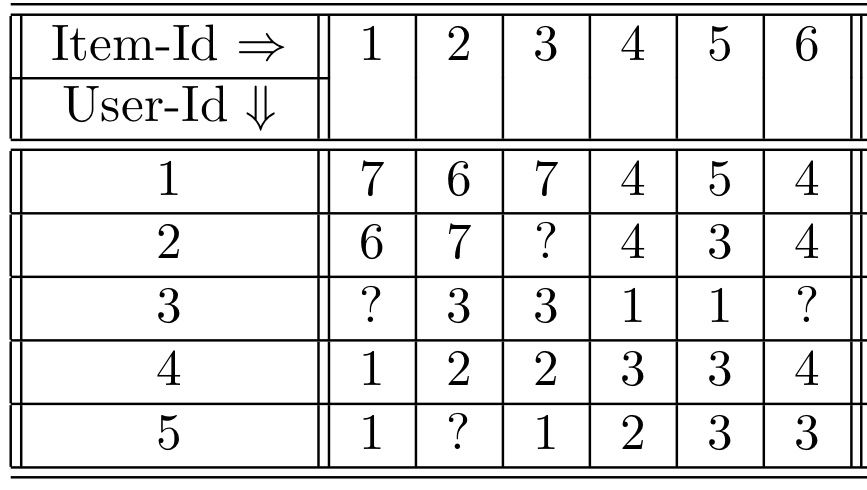 Item-Id ⇒ 1 2 3 4 5 6
User-Id ⇓
1 7 6 7 4 5 4
2 6 7 ? 4 3 4
3 ? 3 3 1 1 ?
4 1 2 2 3 3 4
5 1 ? 1 2 3 3